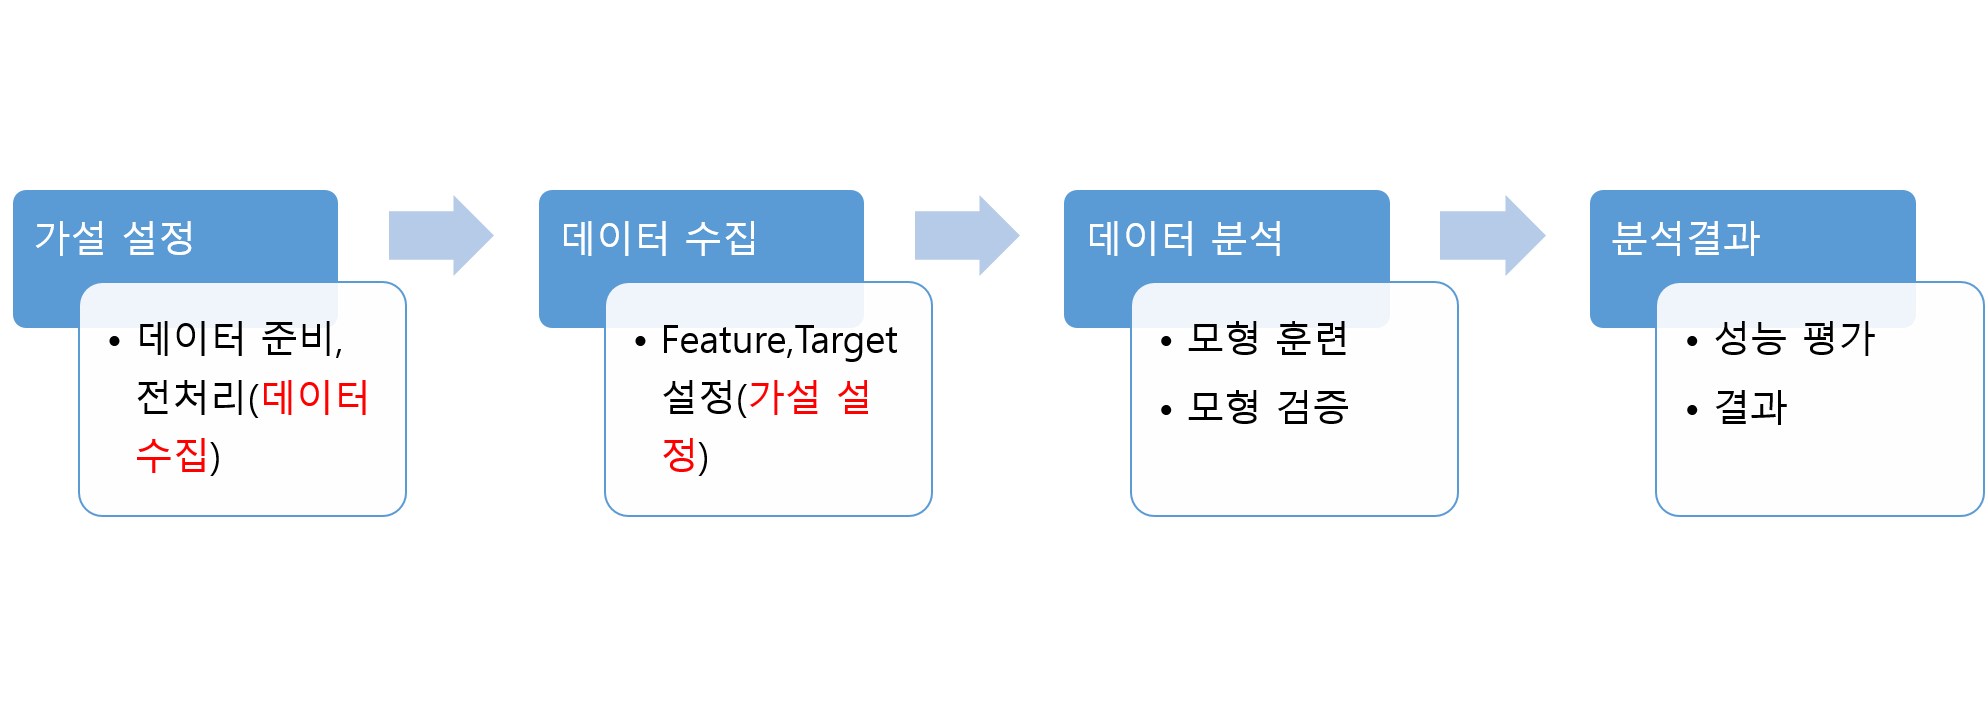 가설 설정
• 데이터 준비,
전처리(데이터
수집)
데이터 수집
• Feature,Target
설정(가설 설
정)
데이터 분석
• 모형 훈련
• 모형 검증
분석결과
• 성능 평가
• 결과